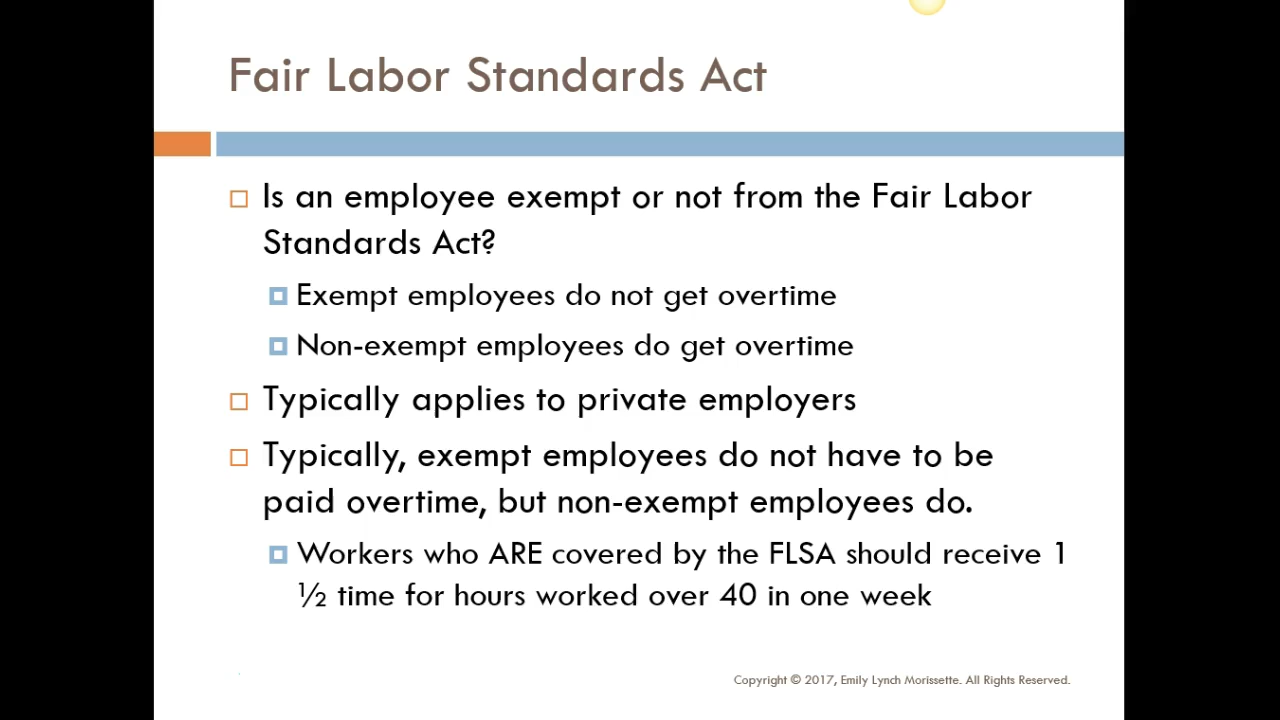 Fair Labor Standards Act
Is an employee exempt or not from the Fair Labor
Standards Act?
Exempt employees do not get overtime
Non-exempt employees do get overtime
Typically applies to private employers
Typically, exempt employees do not have to be
paid overtime, but non-exempt employees do.
Workers who ARE covered by the FLSA should receive 1
½ time for hours worked over 40 in one week
Copyright © 2017, Emily Lynch Morissette. All Rights Reserved.